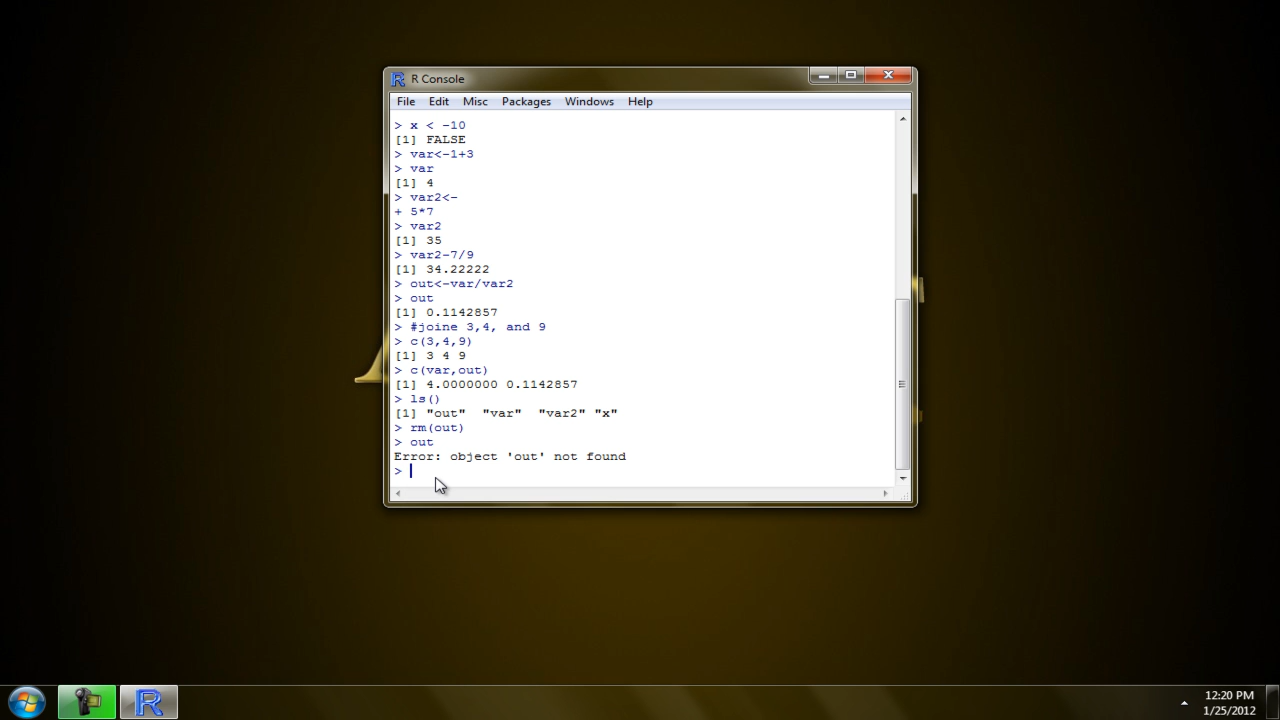 R Console
File Edit Misc Packages Windows Help
> x < -10
[1] FALSE
> var<-1+3
> var
[1] 4
> var2<-
+ 5*7
> var2
[1] 35
> var2-7/9
[1] 34.22222
> out<-var/var2
> out
[1] 0.1142857
> #joine 3,4, and 9
> c(3,4,9)
[1] 3 4 9
> c(var,out)
[1] 4.0000000 0.1142857
> ls()
[1] "out"  "var"  "var2" "x"
> rm(out)
> out
Error: object 'out' not found
>
12:20 PM
1/25/2012